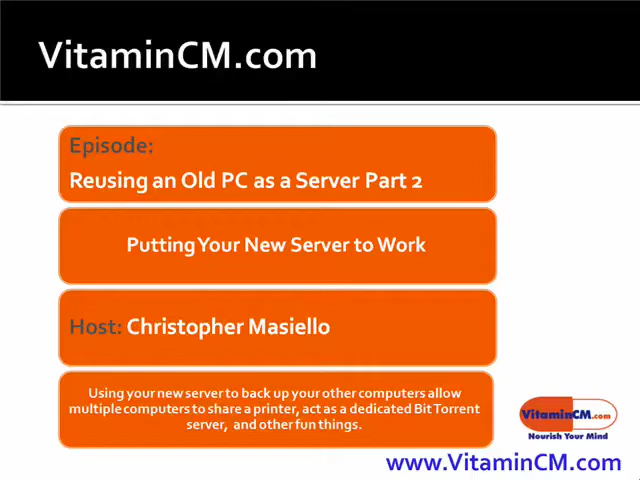 VitaminCM.com
Episode:
Reusing an Old PC as a Server Part 2
Putting Your New Server to Work
Host: Christopher Masiello
Using your new server to back up your other computers allow
multiple computers to share a printer, act as a dedicated Bit Torrent
server, and other fun things.
VitaminCM.com
Nourish Your Mind
www.VitaminCM.com